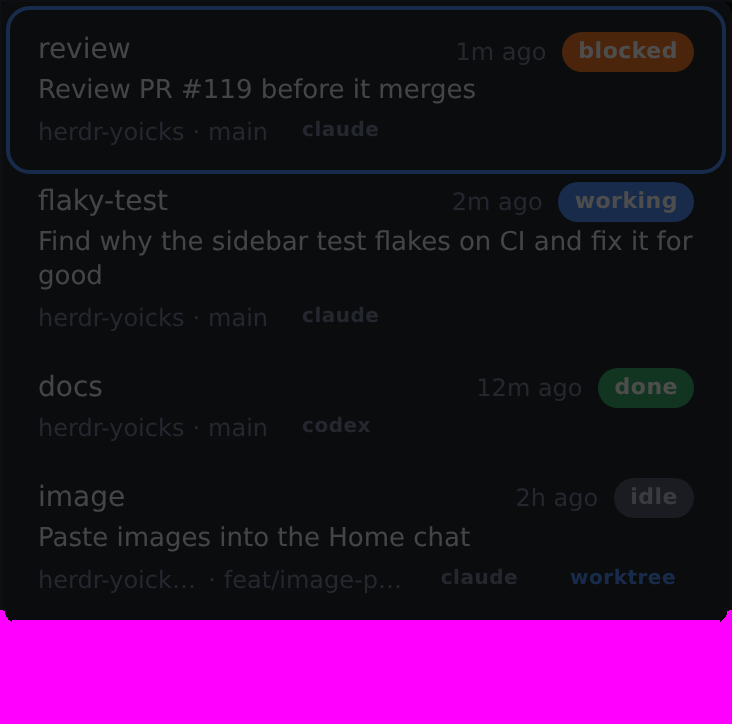 review 1m ago blocked
Review PR #119 before it merges
herdr-yoicks · main claude
flaky-test 2m ago working
Find why the sidebar test flakes on CI and fix it for
good
herdr-yoicks · main claude
docs 12m ago done
herdr-yoicks · main codex
image 2h ago idle
Paste images into the Home chat
herdr-yoick… · feat/image-p… claude worktree